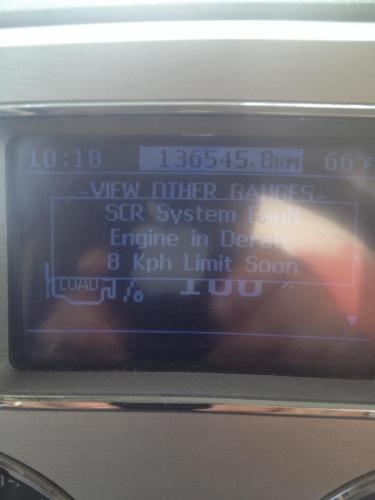 10:18 136545.8KM 66°F
-VIEW OTHER GAUGES-
SCR System Fault
Engine in Derate
8 Kph Limit Soon
LOAD 100 %